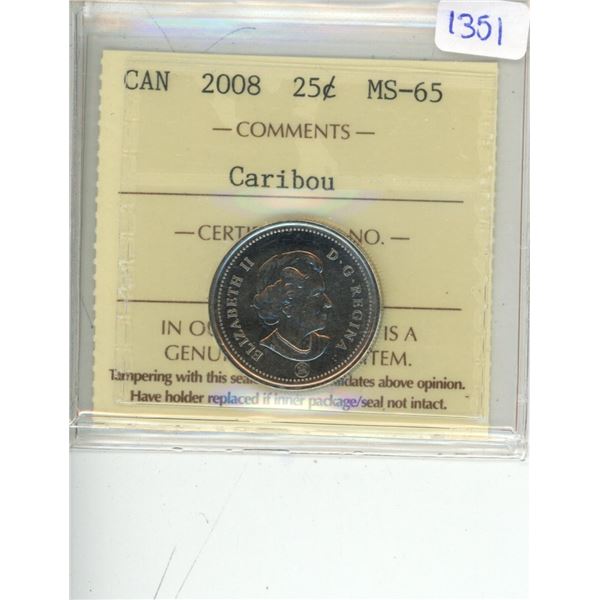 1351
CAN 2008 25¢ MS-65
— COMMENTS —
Caribou
— CERTI NO. —
ELIZABETH II D·G·REGINA
IN OU IS A
GENU ITEM.
Tampering with this sea idates above opinion.
Have holder replaced if inner package/seal not intact.